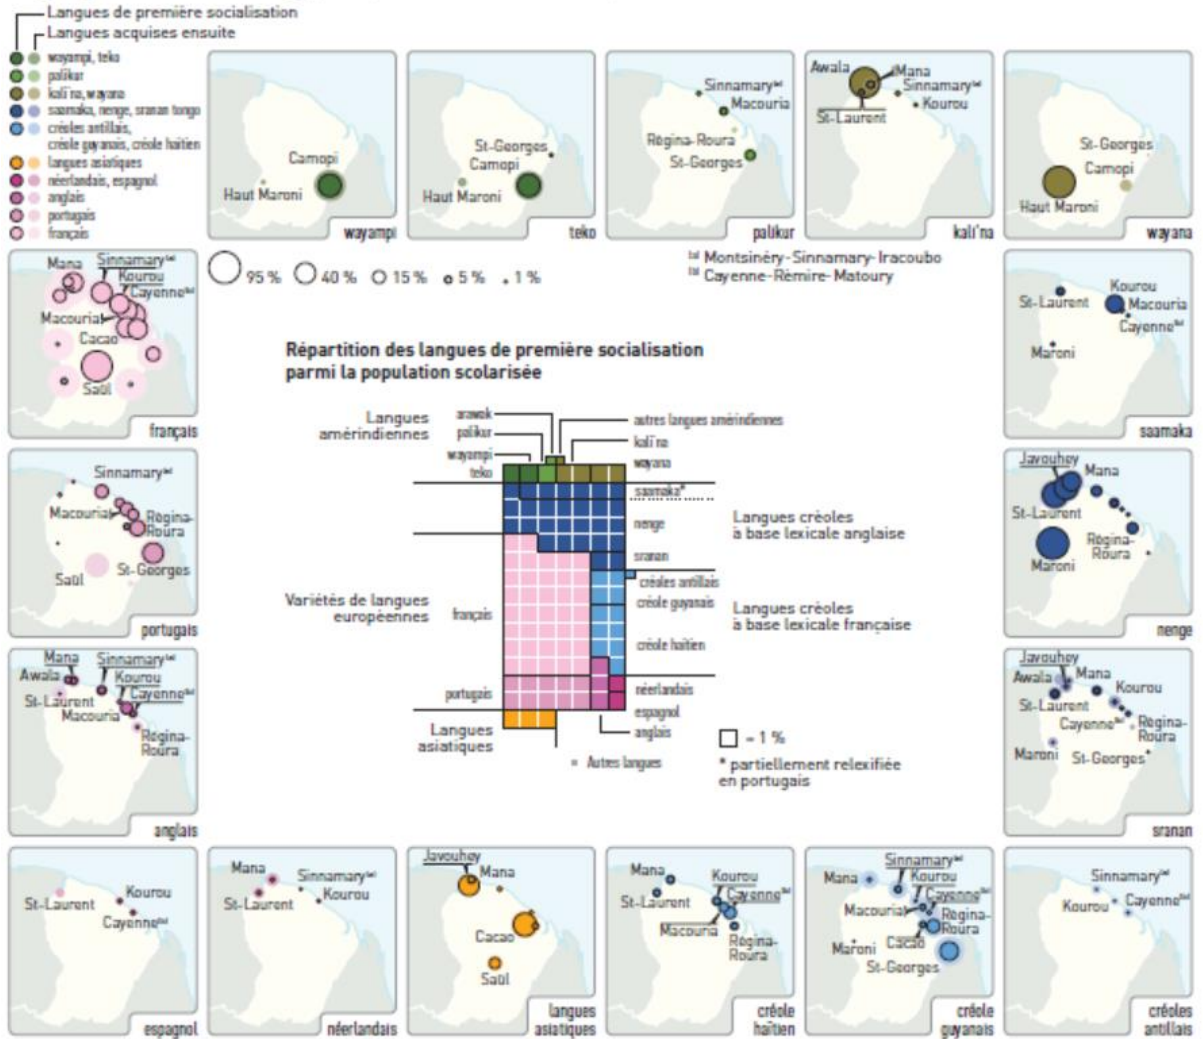 Langues de première socialisation
Langues acquises ensuite
wayampi, teko
palikur
kali'na, wayana
saamaka, nenge, sranan tongo
créoles antillais,
créole guyanais, créole haïtien
langues asiatiques
néerlandais, espagnol
anglais
portugais
français
Camopi
Haut Maroni
wayampi
St-Georges
Camopi
Haut Maroni
teko
Sinnamary(a)
Macouria
Régina-Roura
St-Georges
palikur
Awala
Mana
Sinnamary(a)
Kourou
St-Laurent
kali'na
St-Georges
Camopi
Haut Maroni
wayana
95 % 40 % 15 % 5 % 1 %
(a) Montsinéry-Sinnamary-Iracoubo
(b) Cayenne-Rémire-Matoury
Mana
Sinnamary(a)
Kourou
Cayenne(b)
Macouria
Cacao
Saül
français
St-Laurent
Kourou
Macouria
Cayenne(b)
Maroni
saamaka
Répartition des langues de première socialisation
parmi la population scolarisée
Langues
amérindiennes
arawak
palikur
wayampi
teko
autres langues amérindiennes
kali'na
wayana
saamaka*
nenge
sranan
Langues créoles
à base lexicale anglaise
créoles antillais
créole guyanais
créole haïtien
Langues créoles
à base lexicale française
Variétés de langues
européennes
français
portugais
néerlandais
espagnol
anglais
Langues
asiatiques
Autres langues
= 1 %
* partiellement relexifiée
en portugais
Sinnamary(a)
Macouria
Régina-
Roura
Saül
St-Georges
portugais
Javouhey
Mana
St-Laurent
Régina-
Roura
Maroni
nenge
Mana
Sinnamary(a)
Awala
Kourou
St-Laurent
Cayenne(b)
Macouria
Régina-
Roura
anglais
Javouhey
Awala
Mana
Kourou
St-Laurent
Cayenne(b)
Régina-
Roura
Maroni
St-Georges
sranan
St-Laurent
Kourou
Cayenne(b)
espagnol
Mana
Sinnamary(a)
St-Laurent
Kourou
néerlandais
Javouhey
Mana
Cacao
Saül
langues
asiatiques
Mana
Kourou
St-Laurent
Cayenne(b)
Macouria
Régina-
Roura
créole
haïtien
Sinnamary(a)
Mana
Kourou
Cayenne(b)
Macouria
Régina-
Roura
Maroni
Cacao
St-Georges
créole
guyanais
Sinnamary(a)
Kourou
Cayenne(b)
créoles
antillais